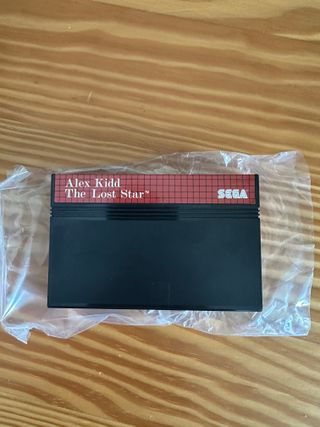 Alex Kidd
The Lost Star™
SEGA